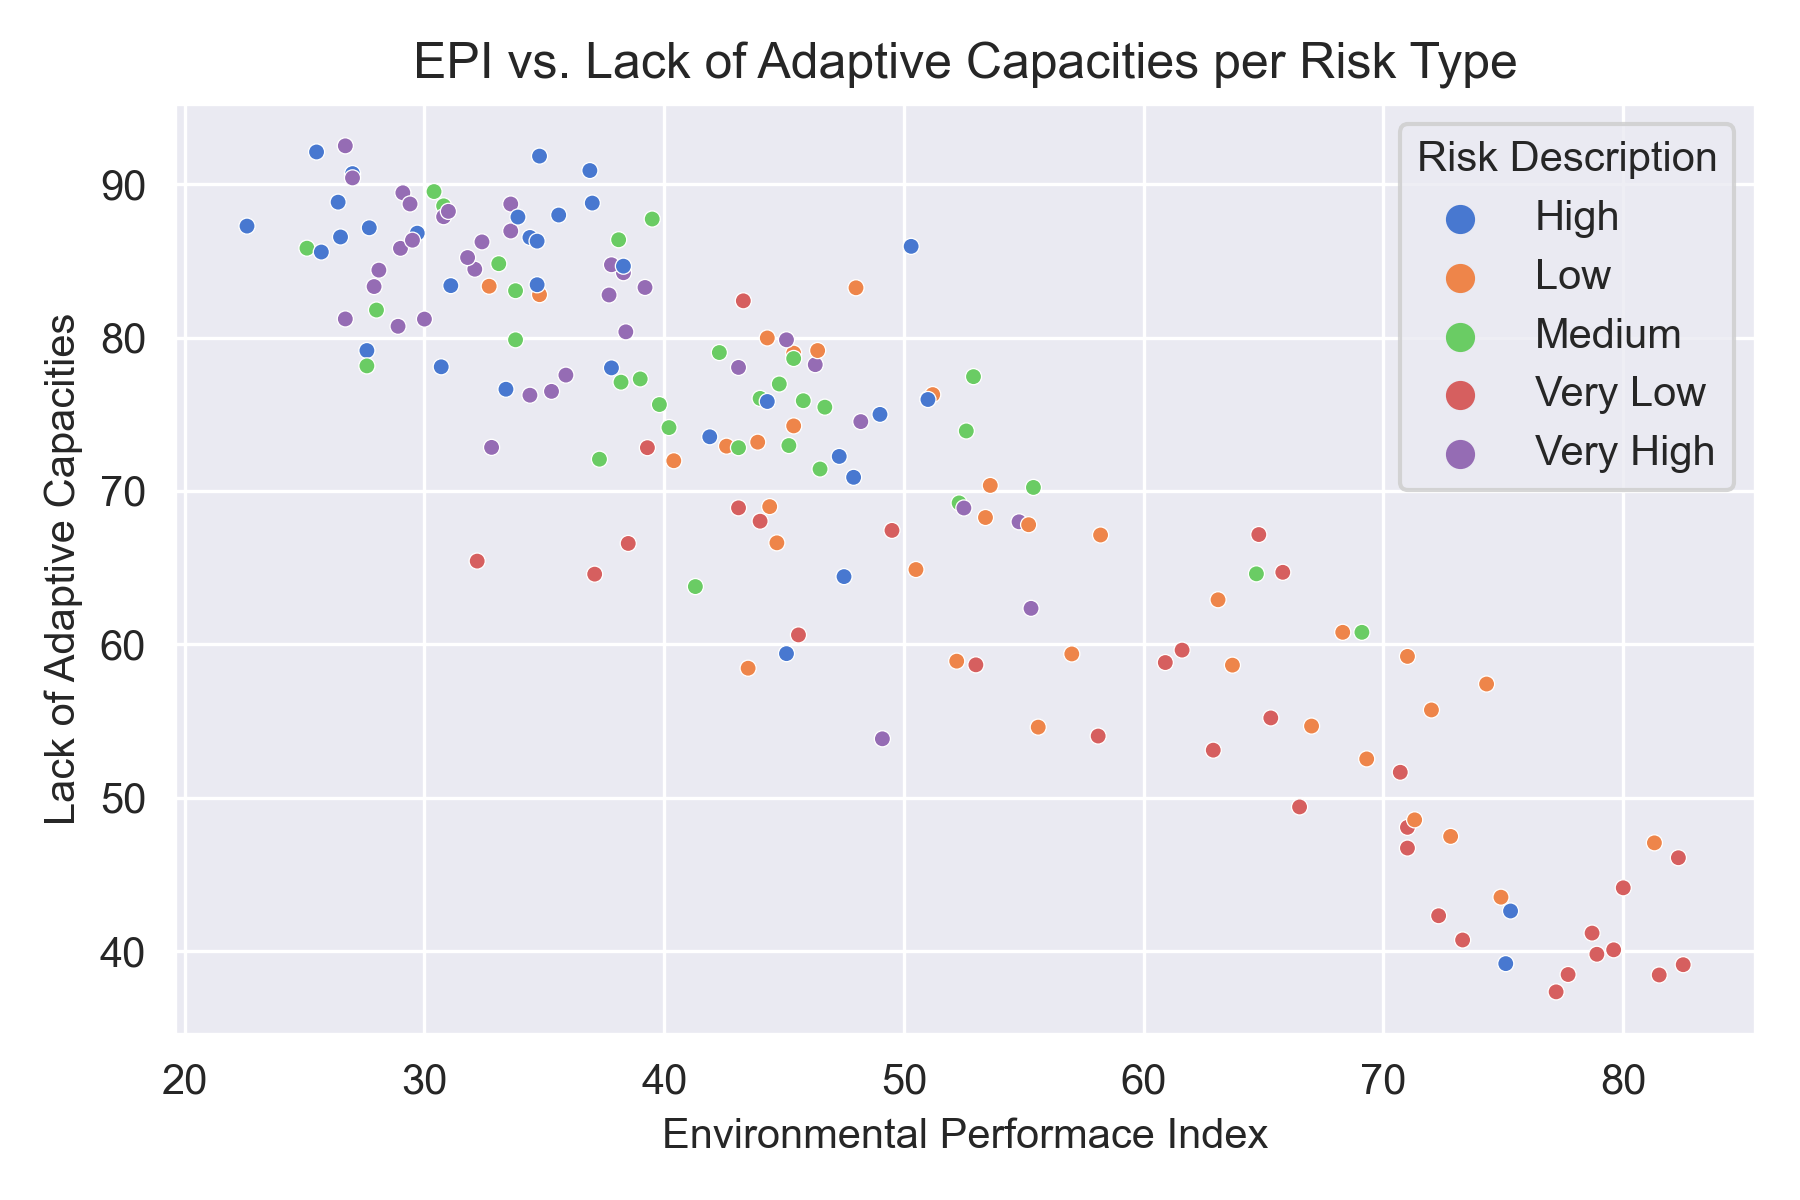 EPI vs. Lack of Adaptive Capacities per Risk Type
Risk Description
High
Low
Medium
Very Low
Very High
Lack of Adaptive Capacities
90
80
70
60
50
40
20 30 40 50 60 70 80
Environmental Performace Index